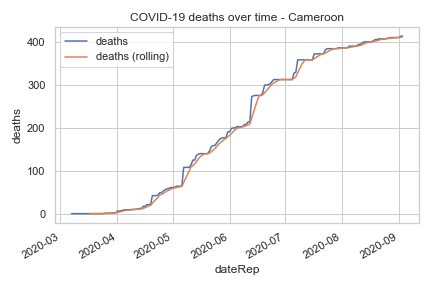 COVID-19 deaths over time - Cameroon
deaths
deaths (rolling)
400
300
200
100
0
deaths
2020-03
2020-04
2020-05
2020-06
2020-07
2020-08
2020-09
dateRep